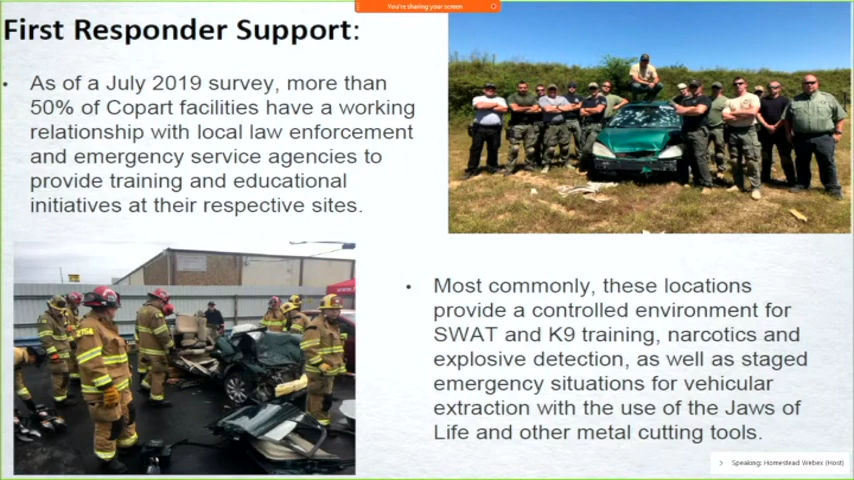 You're sharing your screen
First Responder Support:
• As of a July 2019 survey, more than
50% of Copart facilities have a working
relationship with local law enforcement
and emergency service agencies to
provide training and educational
initiatives at their respective sites.
• Most commonly, these locations
provide a controlled environment for
SWAT and K9 training, narcotics and
explosive detection, as well as staged
emergency situations for vehicular
extraction with the use of the Jaws of
Life and other metal cutting tools.
Speaking: Homestead Webex (Host)